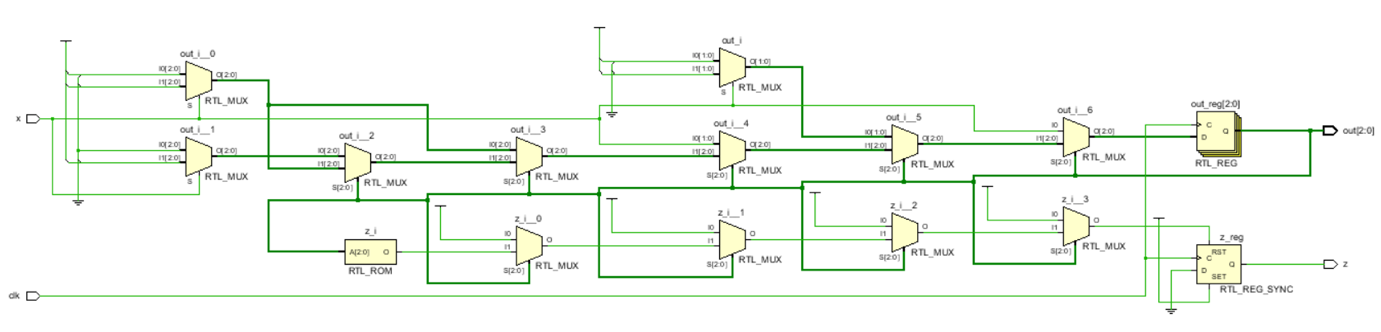 out_i__0
I0[2:0]
I1[2:0]
S
O[2:0]
RTL_MUX
out_i
I0[1:0]
I1[1:0]
S
O[1:0]
RTL_MUX
x
out_i__1
I0[2:0]
I1[2:0]
S
O[2:0]
RTL_MUX
out_i__2
I0[2:0]
I1[2:0]
S[2:0]
O[2:0]
RTL_MUX
out_i__3
I0[2:0]
I1[2:0]
S[2:0]
O[2:0]
RTL_MUX
out_i__4
I0[1:0]
I1[2:0]
S[2:0]
O[2:0]
RTL_MUX
out_i__5
I0[1:0]
I1[2:0]
S[2:0]
O[2:0]
RTL_MUX
out_i__6
I0
I1[2:0]
S[2:0]
O[2:0]
RTL_MUX
out_reg[2:0]
C
D
Q
RTL_REG
out[2:0]
z_i
A[2:0]
O
RTL_ROM
z_i__0
I0
I1
S[2:0]
O
RTL_MUX
z_i__1
I0
I1
S[2:0]
O
RTL_MUX
z_i__2
I0
I1
S[2:0]
O
RTL_MUX
z_i__3
I0
I1
S[2:0]
O
RTL_MUX
z_reg
RST
C
D
SET
Q
RTL_REG_SYNC
z
clk